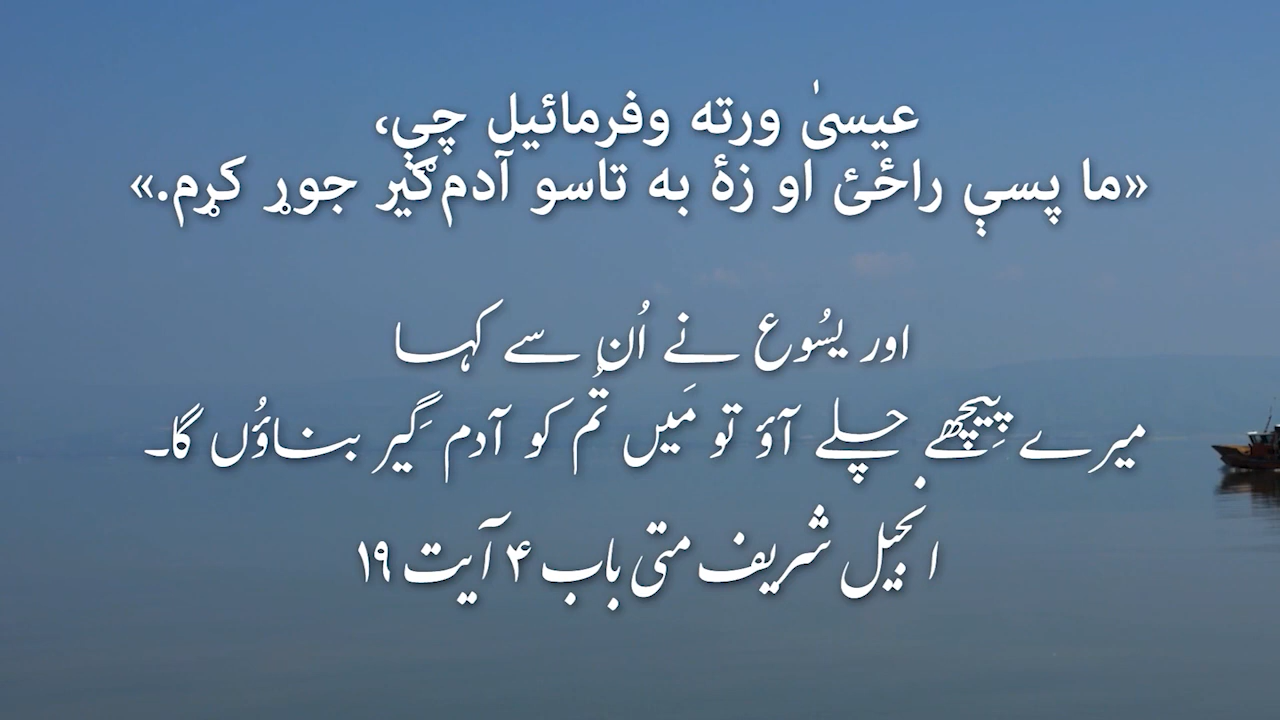 عیسیٰ ورته وفرمائیل چې،
«ما پسې راځئ او زۀ به تاسو آدم‌ګیر جوړ کړم.»
اور یسُوع نے اُن سے کہا
میرے پِیچھے چلے آؤ تو مَیں تُم کو آدم گِیر بناؤُں گا۔
انجیل شریف متی باب ۴ آیت ۱۹